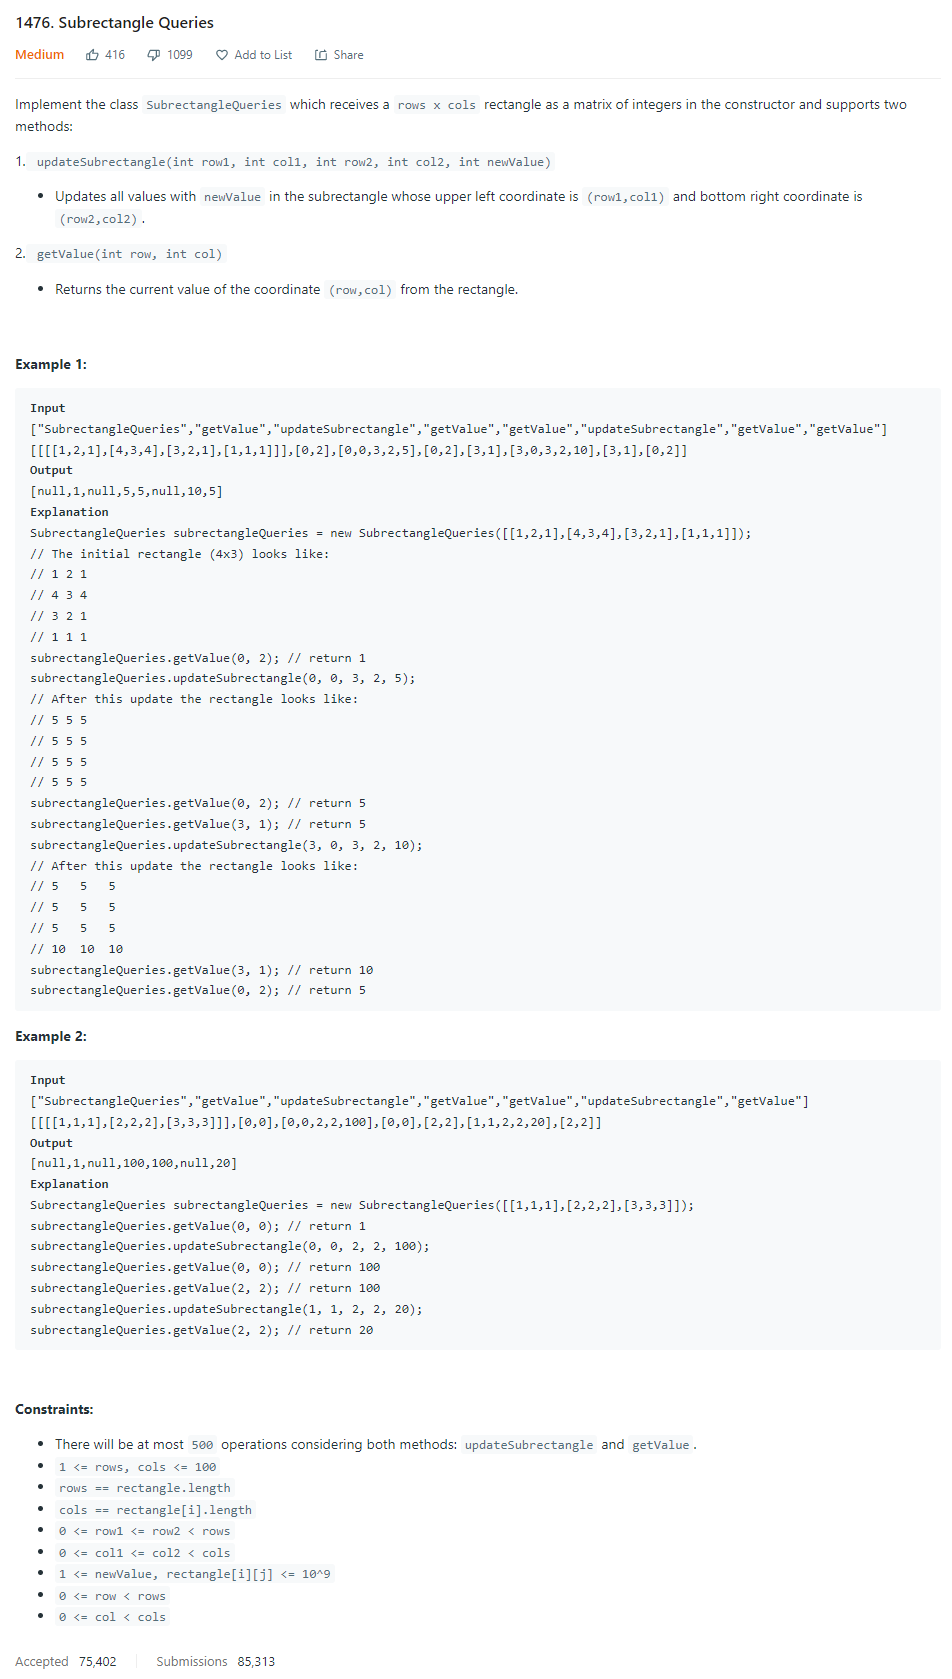 1476. Subrectangle Queries
Medium 416 1099 Add to List Share
Implement the class SubrectangleQueries which receives a rows x cols rectangle as a matrix of integers in the constructor and supports two
methods:
1. updateSubrectangle(int row1, int col1, int row2, int col2, int newValue)
• Updates all values with newValue in the subrectangle whose upper left coordinate is (row1,col1) and bottom right coordinate is
(row2,col2) .
2. getValue(int row, int col)
• Returns the current value of the coordinate (row,col) from the rectangle.
Example 1:
Input
["SubrectangleQueries","getValue","updateSubrectangle","getValue","getValue","updateSubrectangle","getValue","getValue"]
[[[[1,2,1],[4,3,4],[3,2,1],[1,1,1]]],[0,2],[0,0,3,2,5],[0,2],[3,1],[3,0,3,2,10],[3,1],[0,2]]
Output
[null,1,null,5,5,null,10,5]
Explanation
SubrectangleQueries subrectangleQueries = new SubrectangleQueries([[1,2,1],[4,3,4],[3,2,1],[1,1,1]]);
// The initial rectangle (4x3) looks like:
// 1 2 1
// 4 3 4
// 3 2 1
// 1 1 1
subrectangleQueries.getValue(0, 2); // return 1
subrectangleQueries.updateSubrectangle(0, 0, 3, 2, 5);
// After this update the rectangle looks like:
// 5 5 5
// 5 5 5
// 5 5 5
// 5 5 5
subrectangleQueries.getValue(0, 2); // return 5
subrectangleQueries.getValue(3, 1); // return 5
subrectangleQueries.updateSubrectangle(3, 0, 3, 2, 10);
// After this update the rectangle looks like:
// 5   5   5
// 5   5   5
// 5   5   5
// 10  10  10
subrectangleQueries.getValue(3, 1); // return 10
subrectangleQueries.getValue(0, 2); // return 5
Example 2:
Input
["SubrectangleQueries","getValue","updateSubrectangle","getValue","getValue","updateSubrectangle","getValue"]
[[[[1,1,1],[2,2,2],[3,3,3]]],[0,0],[0,0,2,2,100],[0,0],[2,2],[1,1,2,2,20],[2,2]]
Output
[null,1,null,100,100,null,20]
Explanation
SubrectangleQueries subrectangleQueries = new SubrectangleQueries([[1,1,1],[2,2,2],[3,3,3]]);
subrectangleQueries.getValue(0, 0); // return 1
subrectangleQueries.updateSubrectangle(0, 0, 2, 2, 100);
subrectangleQueries.getValue(0, 0); // return 100
subrectangleQueries.getValue(2, 2); // return 100
subrectangleQueries.updateSubrectangle(1, 1, 2, 2, 20);
subrectangleQueries.getValue(2, 2); // return 20
Constraints:
• There will be at most 500 operations considering both methods: updateSubrectangle and getValue .
• 1 <= rows, cols <= 100
• rows == rectangle.length
• cols == rectangle[i].length
• 0 <= row1 <= row2 < rows
• 0 <= col1 <= col2 < cols
• 1 <= newValue, rectangle[i][j] <= 10^9
• 0 <= row < rows
• 0 <= col < cols
Accepted 75,402 Submissions 85,313